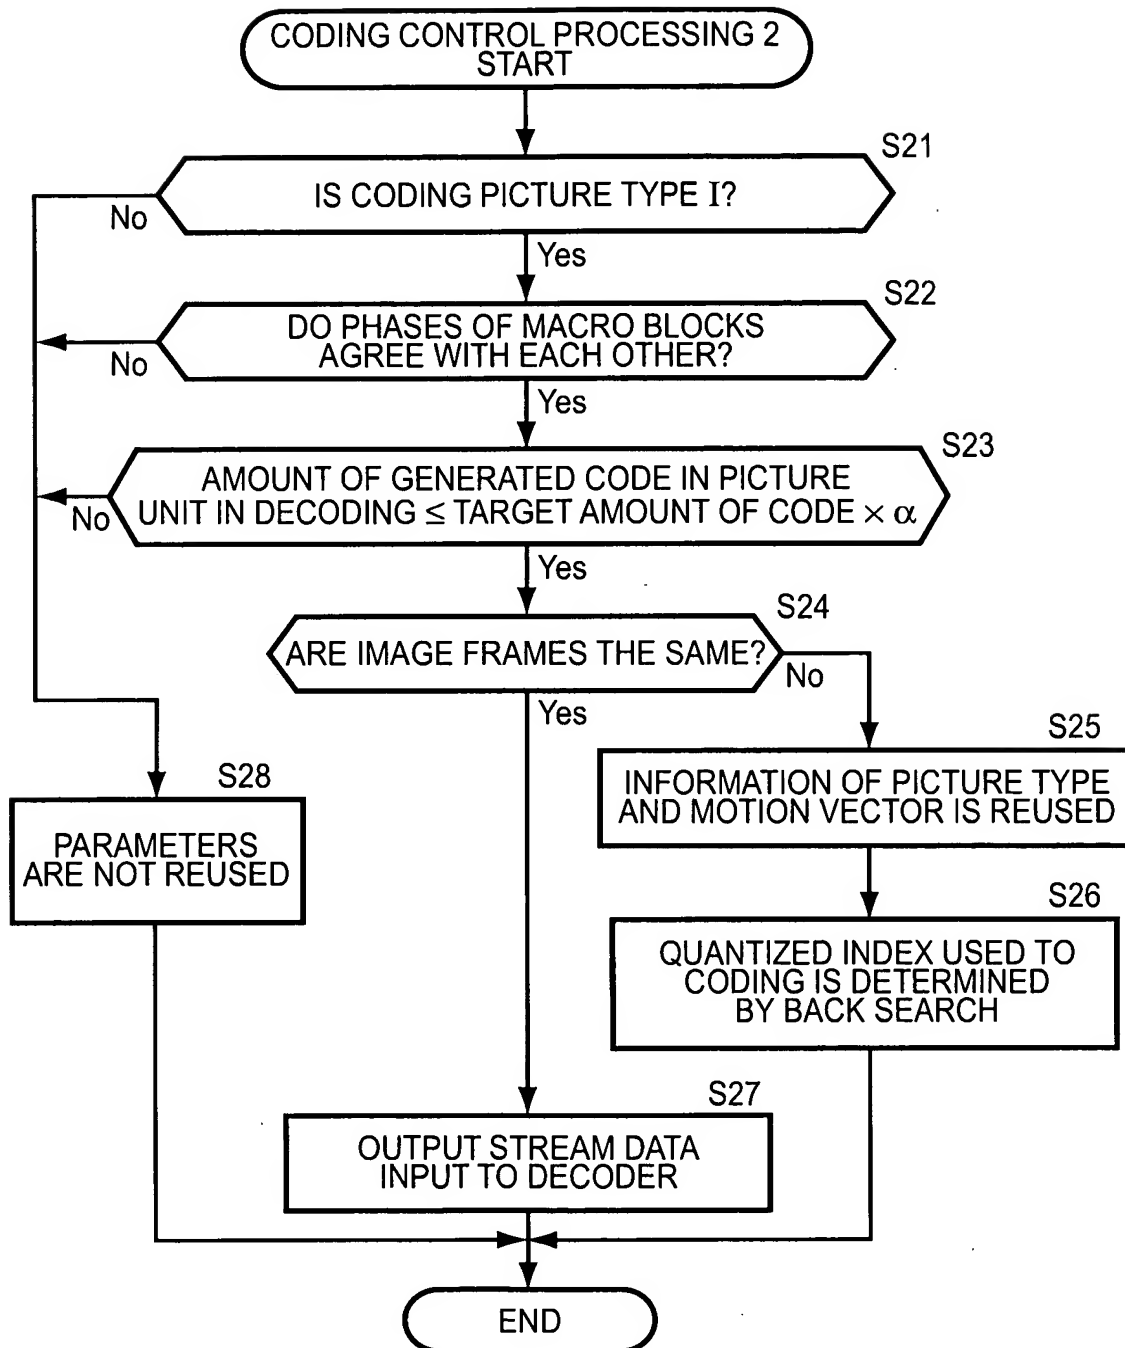 CODING CONTROL PROCESSING 2
START
S21
IS CODING PICTURE TYPE I?
No
Yes
S22
DO PHASES OF MACRO BLOCKS
AGREE WITH EACH OTHER?
No
Yes
S23
AMOUNT OF GENERATED CODE IN PICTURE
UNIT IN DECODING ≤ TARGET AMOUNT OF CODE × α
No
Yes
S24
ARE IMAGE FRAMES THE SAME?
No
Yes
S25
INFORMATION OF PICTURE TYPE
AND MOTION VECTOR IS REUSED
S28
PARAMETERS
ARE NOT REUSED
S26
QUANTIZED INDEX USED TO
CODING IS DETERMINED
BY BACK SEARCH
S27
OUTPUT STREAM DATA
INPUT TO DECODER
END